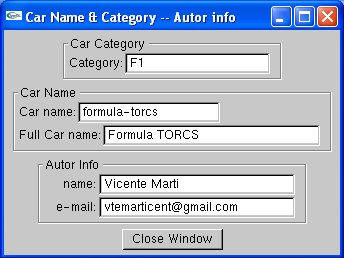 Car Name & Category -- Autor info
Car Category
Category: F1
Car Name
Car name: formula-torcs
Full Car name: Formula TORCS
Autor Info
name: Vicente Marti
e-mail: vtemarticent@gmail.com
Close Window